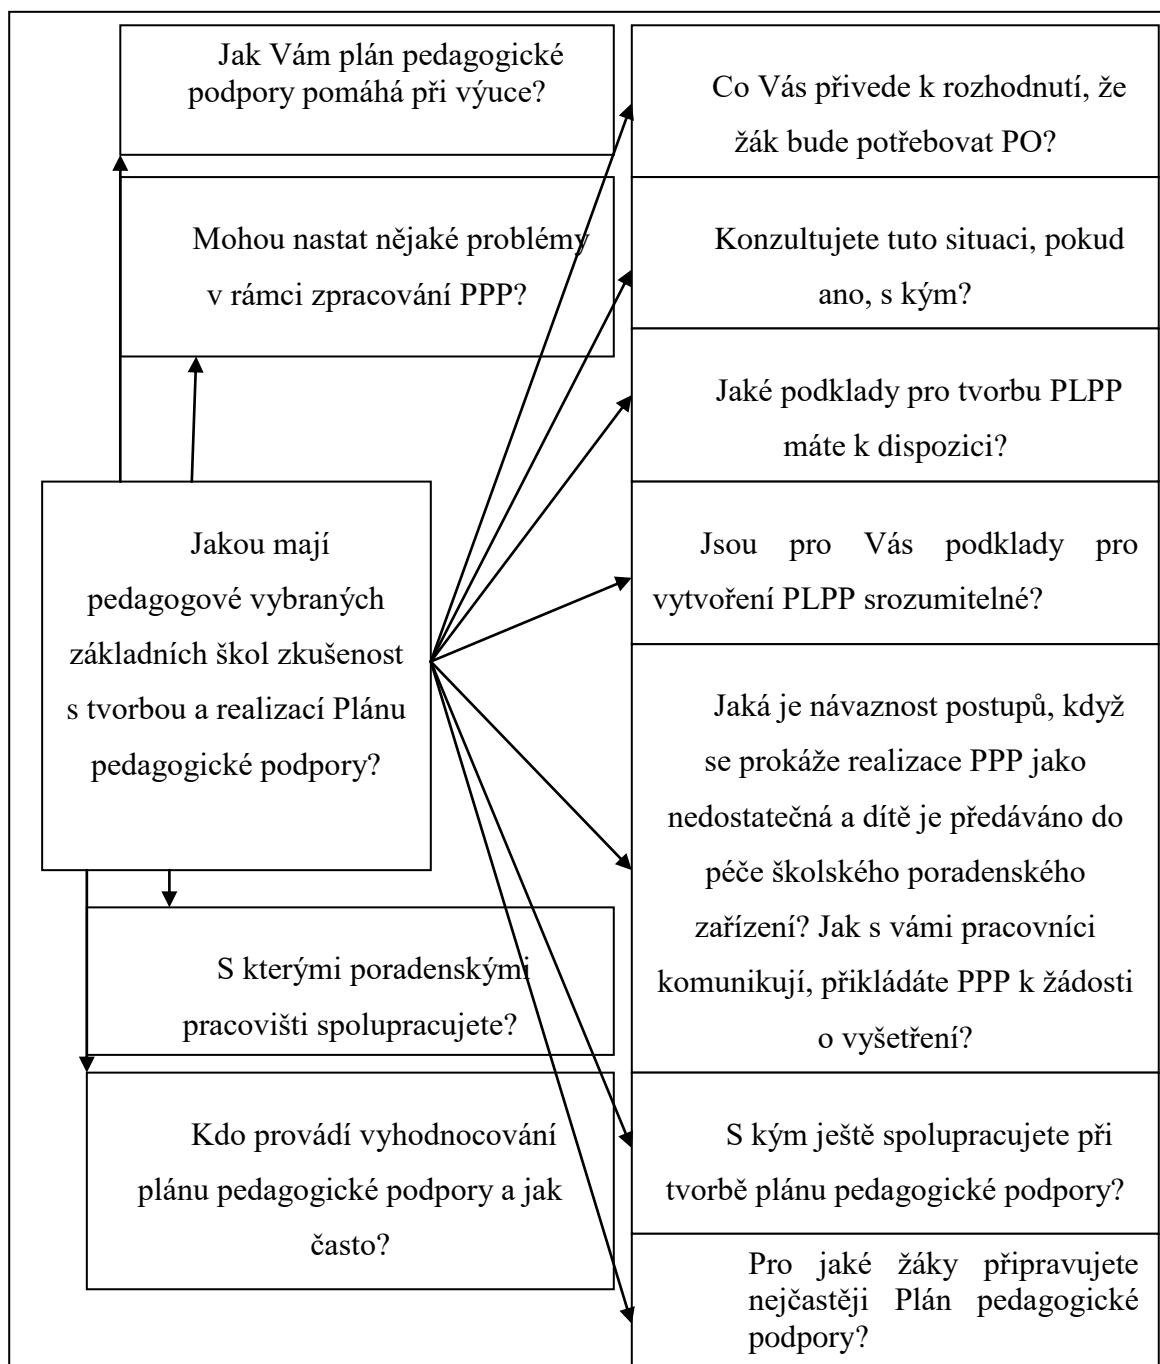 Jak Vám plán pedagogické
podpory pomáhá při výuce?
Mohou nastat nějaké problémy
v rámci zpracování PPP?
Jakou mají
pedagogové vybraných
základních škol zkušenost
s tvorbou a realizací Plánu
pedagogické podpory?
S kterými poradenskými
pracovišti spolupracujete?
Kdo provádí vyhodnocování
plánu pedagogické podpory a jak
často?
Co Vás přivede k rozhodnutí, že
žák bude potřebovat PO?
Konzultujete tuto situaci, pokud
ano, s kým?
Jaké podklady pro tvorbu PLPP
máte k dispozici?
Jsou pro Vás podklady pro
vytvoření PLPP srozumitelné?
Jaká je návaznost postupů, když
se prokáže realizace PPP jako
nedostatečná a dítě je předáváno do
péče školského poradenského
zařízení? Jak s vámi pracovníci
komunikují, přikládáte PPP k žádosti
o vyšetření?
S kým ještě spolupracujete při
tvorbě plánu pedagogické podpory?
Pro jaké žáky připravujete
nejčastěji Plán pedagogické
podpory?